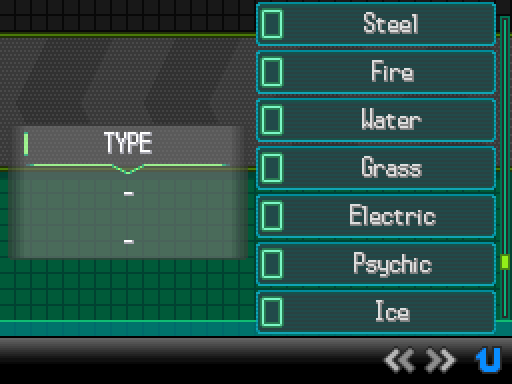 TYPE
-
-
Steel
Fire
Water
Grass
Electric
Psychic
Ice